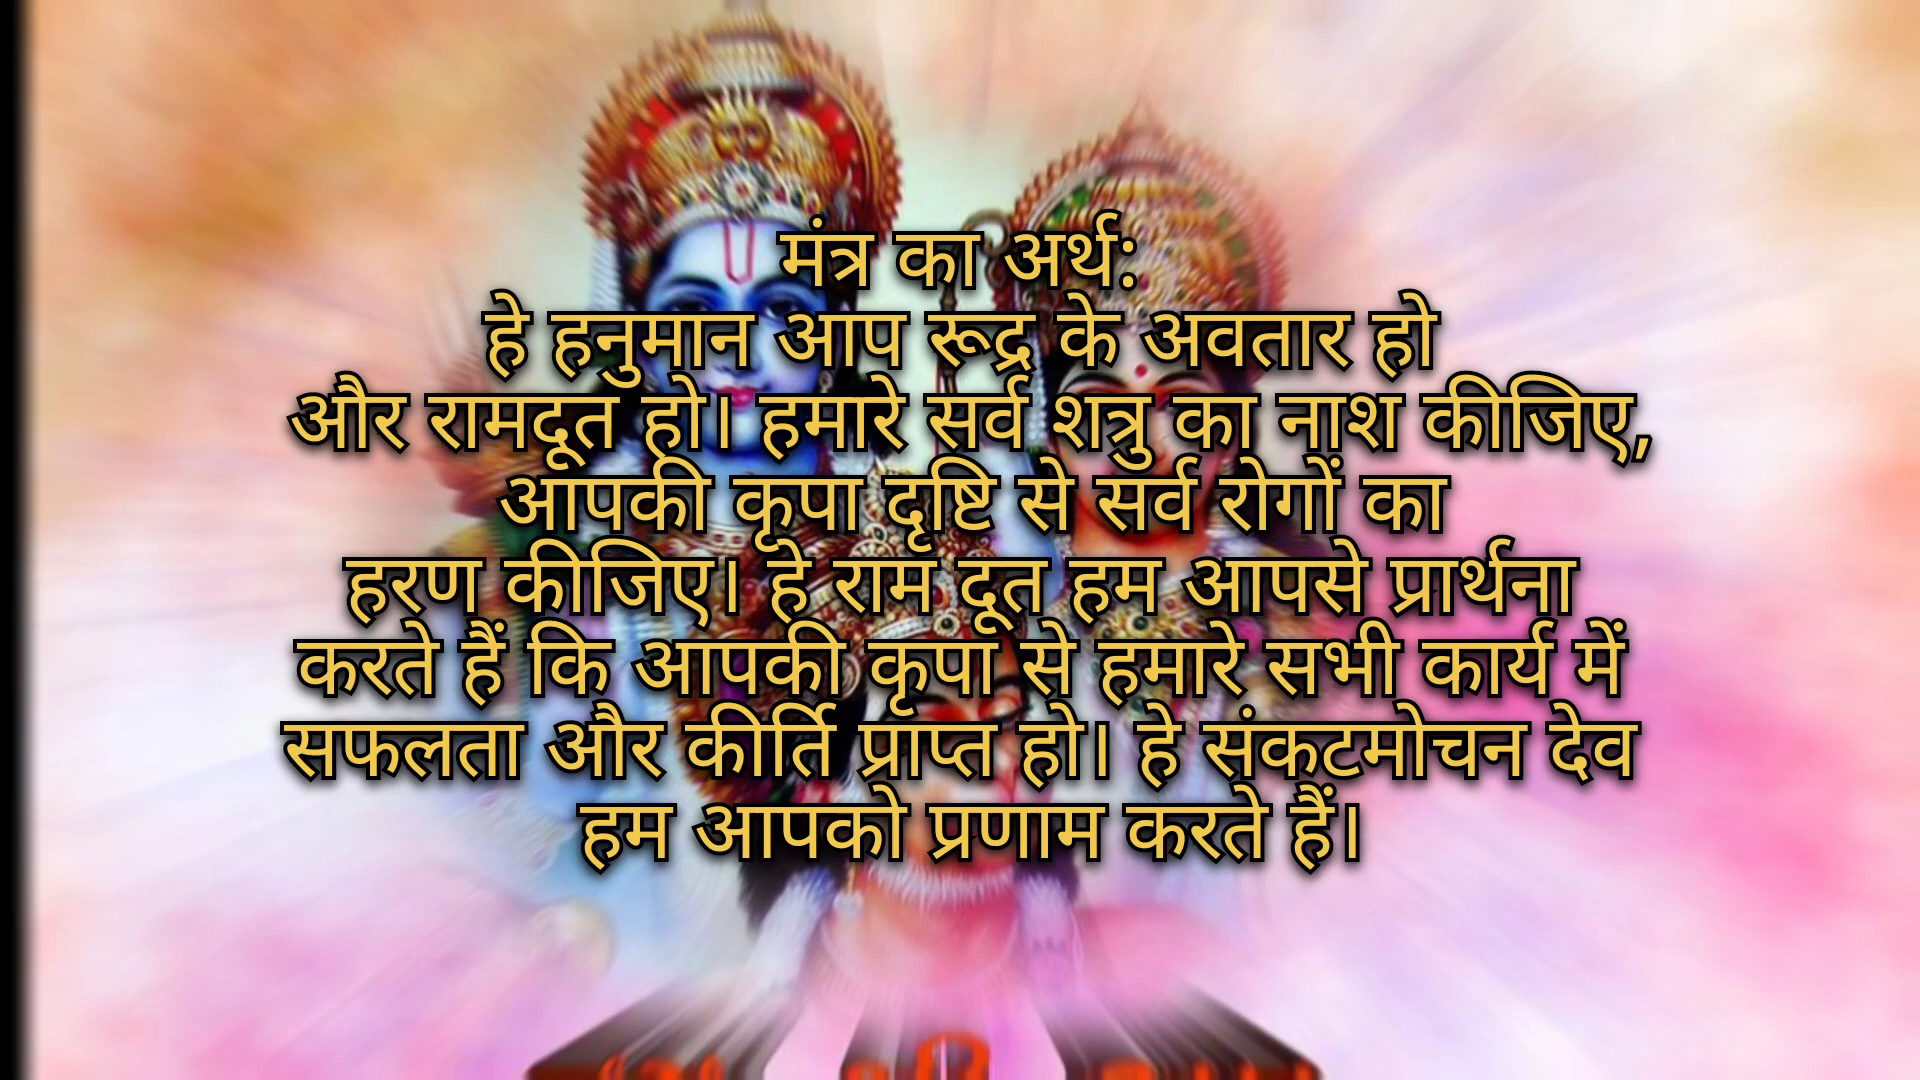 मंत्र का अर्थ:
हे हनुमान आप रूद्र के अवतार हो
और रामदूत हो। हमारे सर्व शत्रु का नाश कीजिए,
आपकी कृपा दृष्टि से सर्व रोगों का
हरण कीजिए। हे राम दूत हम आपसे प्रार्थना
करते हैं कि आपकी कृपा से हमारे सभी कार्य में
सफलता और कीर्ति प्राप्त हो। हे संकटमोचन देव
हम आपको प्रणाम करते हैं।